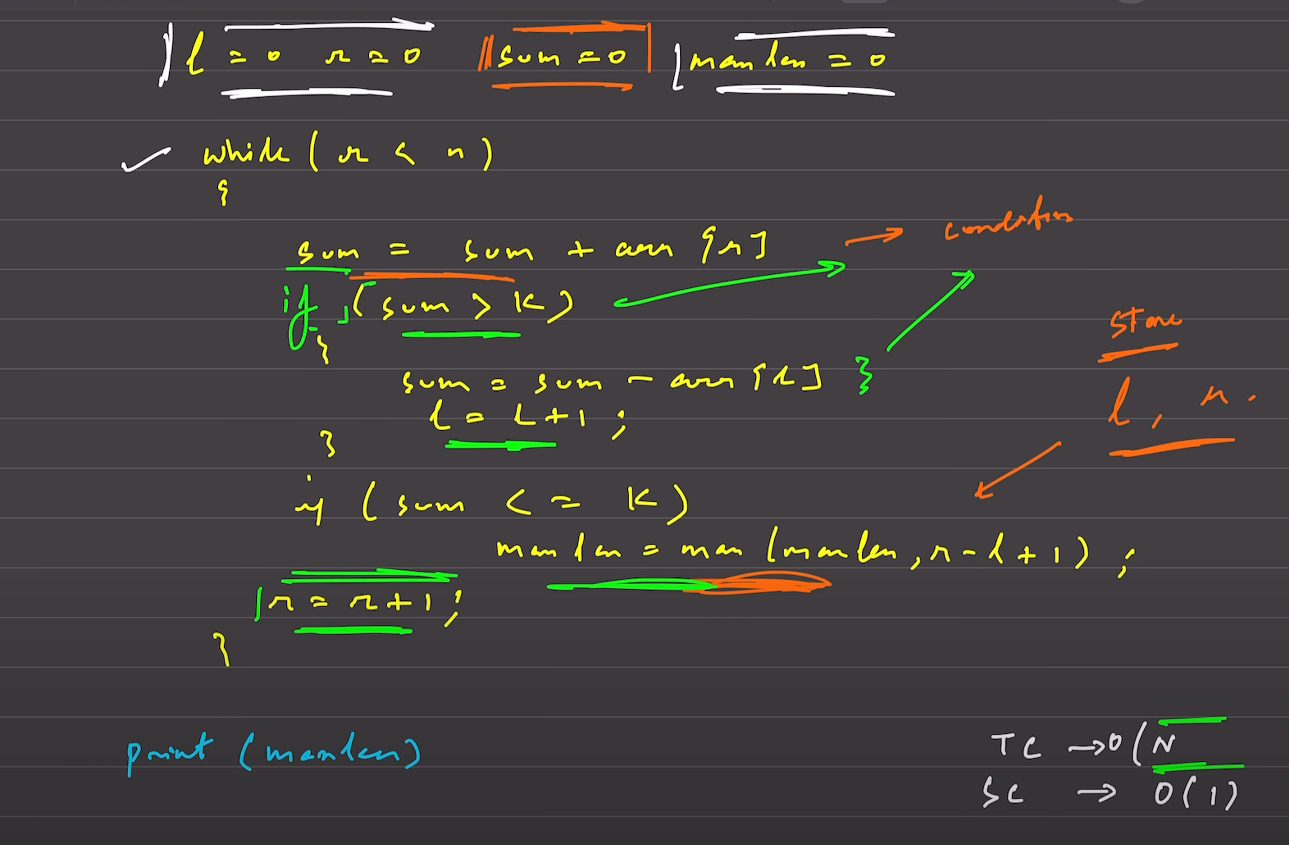 l = 0 r = 0 sum = 0 maxlen = 0
while ( r < n )
{
sum = sum + arr [r]
→ condition
if ( sum > K )
{
store
sum = sum - arr [l] }
l = l + 1 ;
l, r.
}
if ( sum <= K )
maxlen = max (maxlen, r - l + 1) ;
r = r + 1 ;
}
print (maxlen)
TC → O(N
SC → O(1)